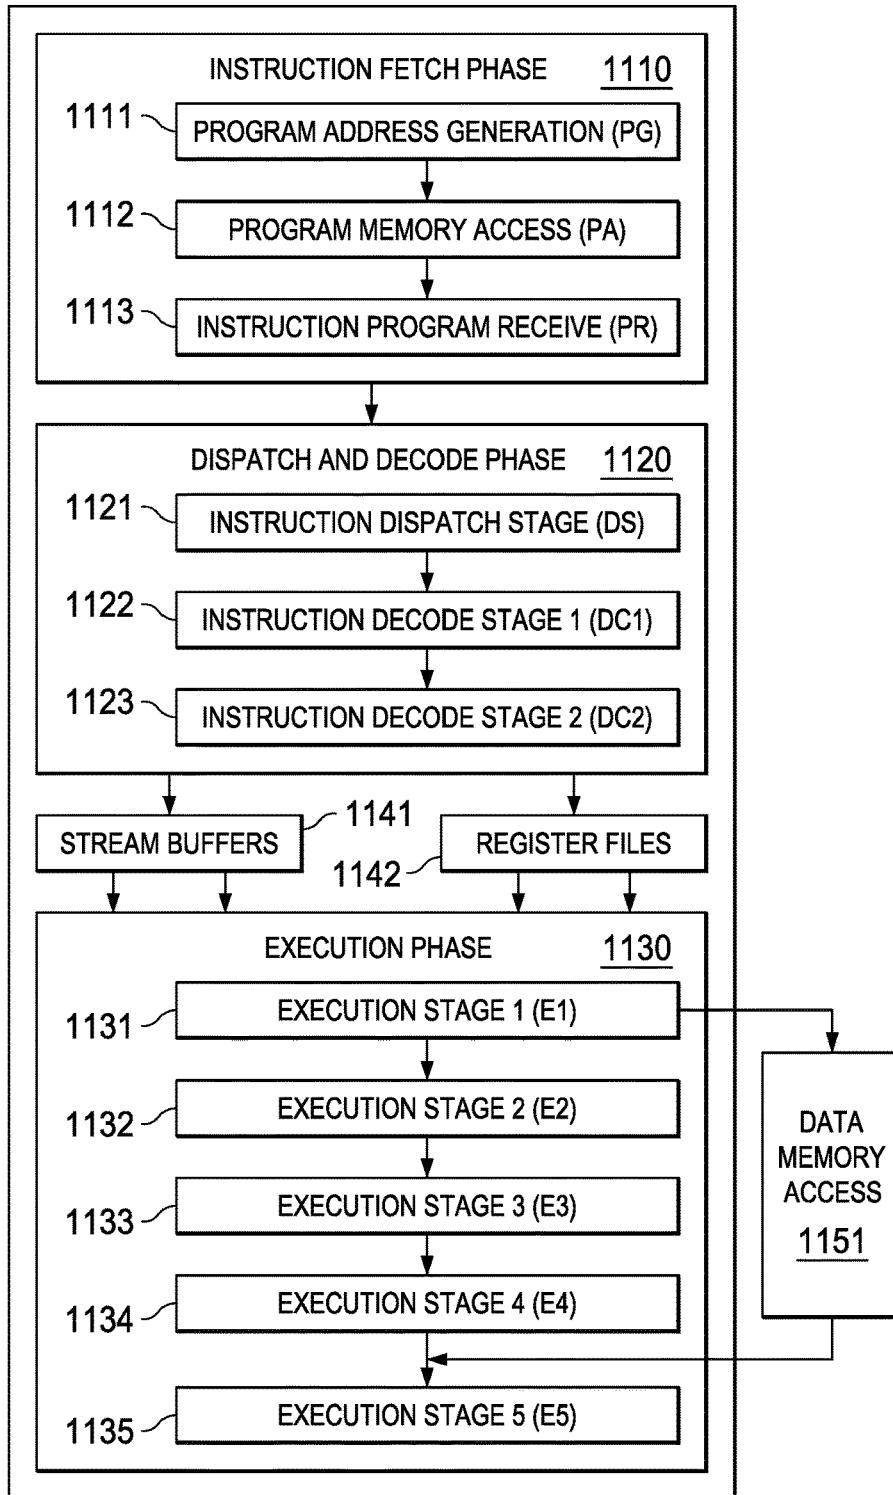 INSTRUCTION FETCH PHASE 1110
1111 PROGRAM ADDRESS GENERATION (PG)
1112 PROGRAM MEMORY ACCESS (PA)
1113 INSTRUCTION PROGRAM RECEIVE (PR)
DISPATCH AND DECODE PHASE 1120
1121 INSTRUCTION DISPATCH STAGE (DS)
1122 INSTRUCTION DECODE STAGE 1 (DC1)
1123 INSTRUCTION DECODE STAGE 2 (DC2)
STREAM BUFFERS 1141
1142 REGISTER FILES
EXECUTION PHASE 1130
1131 EXECUTION STAGE 1 (E1)
1132 EXECUTION STAGE 2 (E2)
1133 EXECUTION STAGE 3 (E3)
1134 EXECUTION STAGE 4 (E4)
1135 EXECUTION STAGE 5 (E5)
DATA
MEMORY
ACCESS
1151